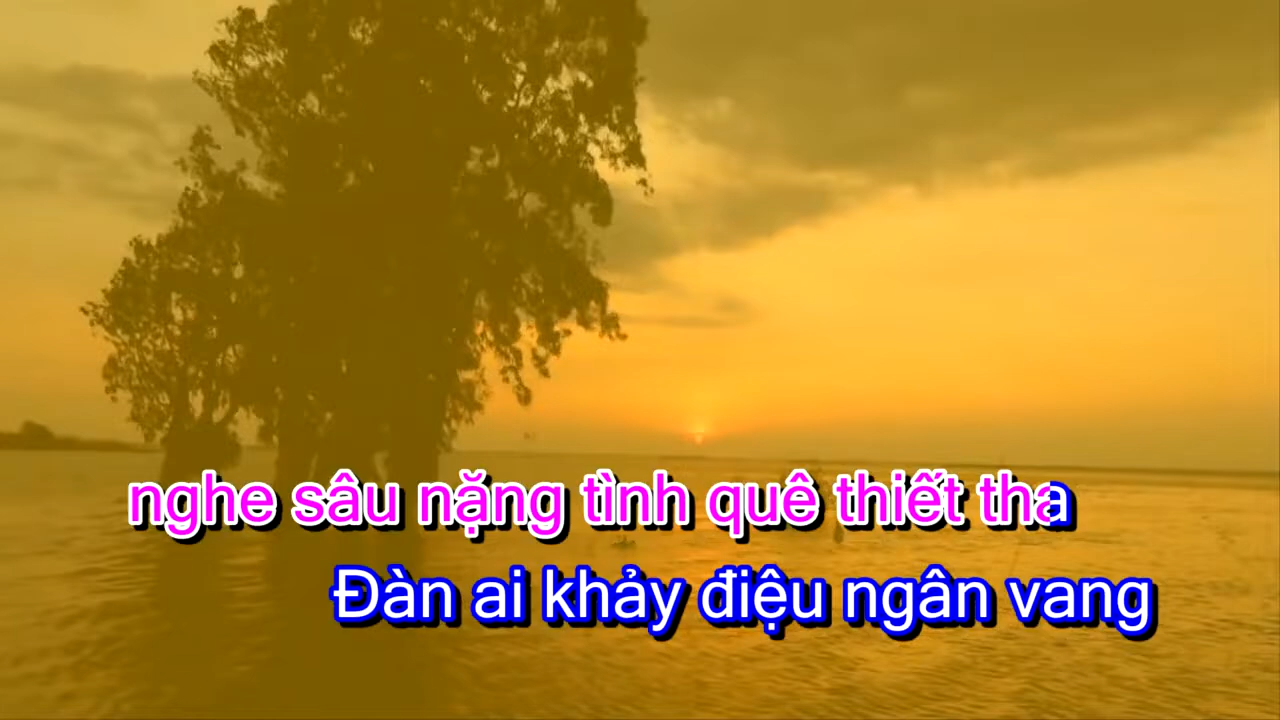 nghe sâu nặng tình quê thiết tha
Đàn ai khảy điệu ngân vang